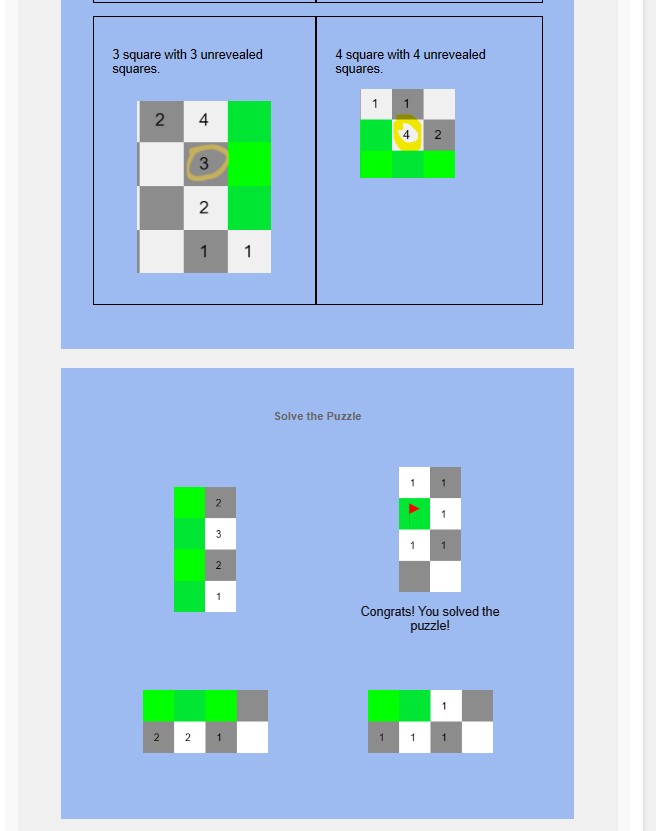 3 square with 3 unrevealed
squares.
2 4
3
2
1 1
4 square with 4 unrevealed
squares.
1 1
4 2
Solve the Puzzle
2
3
2
1
1 1
1
1 1
Congrats! You solved the
puzzle!
2 2 1
1
1 1 1